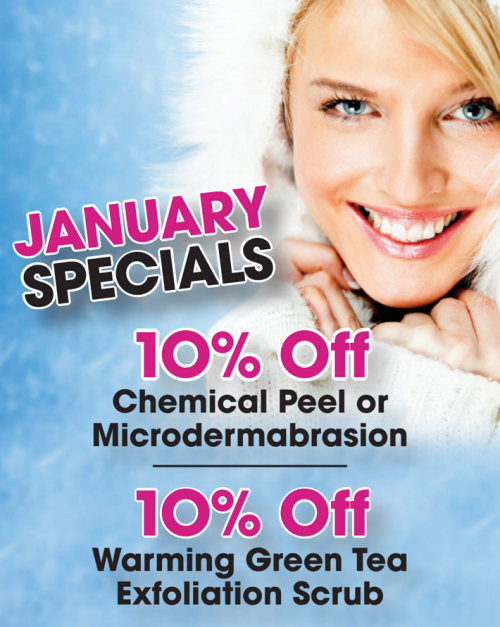 JANUARY
SPECIALS
10% Off
Chemical Peel or
Microdermabrasion
10% Off
Warming Green Tea
Exfoliation Scrub